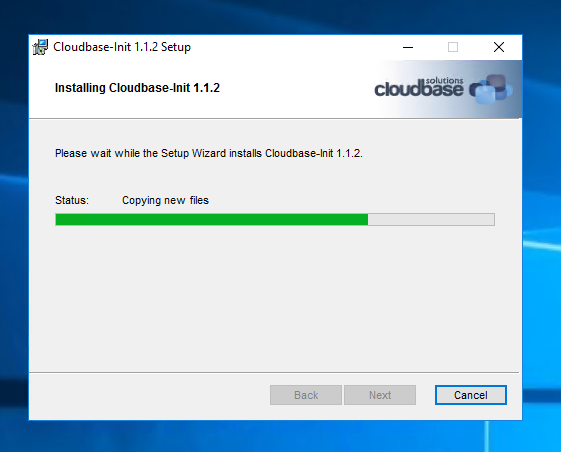 Cloudbase-Init 1.1.2 Setup
Installing Cloudbase-Init 1.1.2
solutions
cloudbase
Please wait while the Setup Wizard installs Cloudbase-Init 1.1.2.
Status: Copying new files
Back Next Cancel